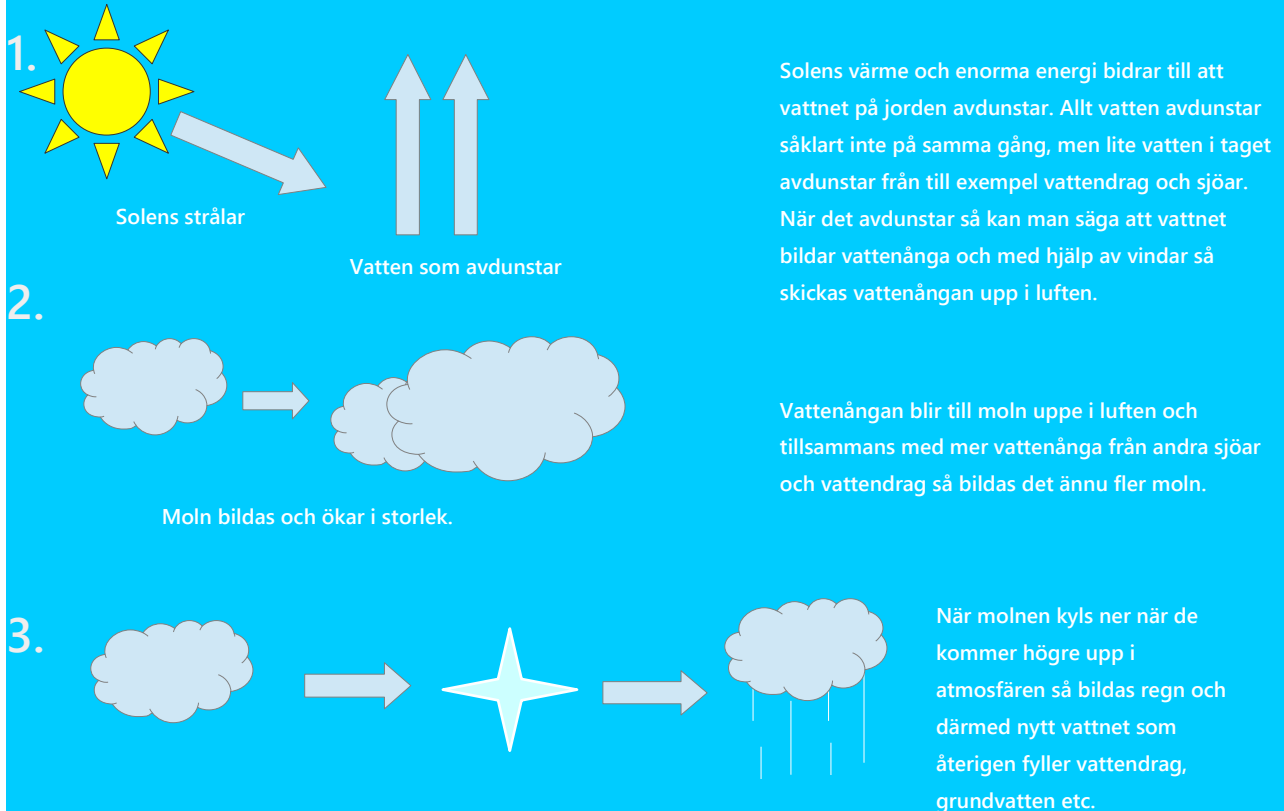 1.
Solens strålar
Vatten som avdunstar
Solens värme och enorma energi bidrar till att
vattnet på jorden avdunstar. Allt vatten avdunstar
såklart inte på samma gång, men lite vatten i taget
avdunstar från till exempel vattendrag och sjöar.
När det avdunstar så kan man säga att vattnet
bildar vattenånga och med hjälp av vindar så
skickas vattenångan upp i luften.
2.
Moln bildas och ökar i storlek.
Vattenångan blir till moln uppe i luften och
tillsammans med mer vattenånga från andra sjöar
och vattendrag så bildas det ännu fler moln.
3.
När molnen kyls ner när de
kommer högre upp i
atmosfären så bildas regn och
därmed nytt vattnet som
återigen fyller vattendrag,
grundvatten etc.